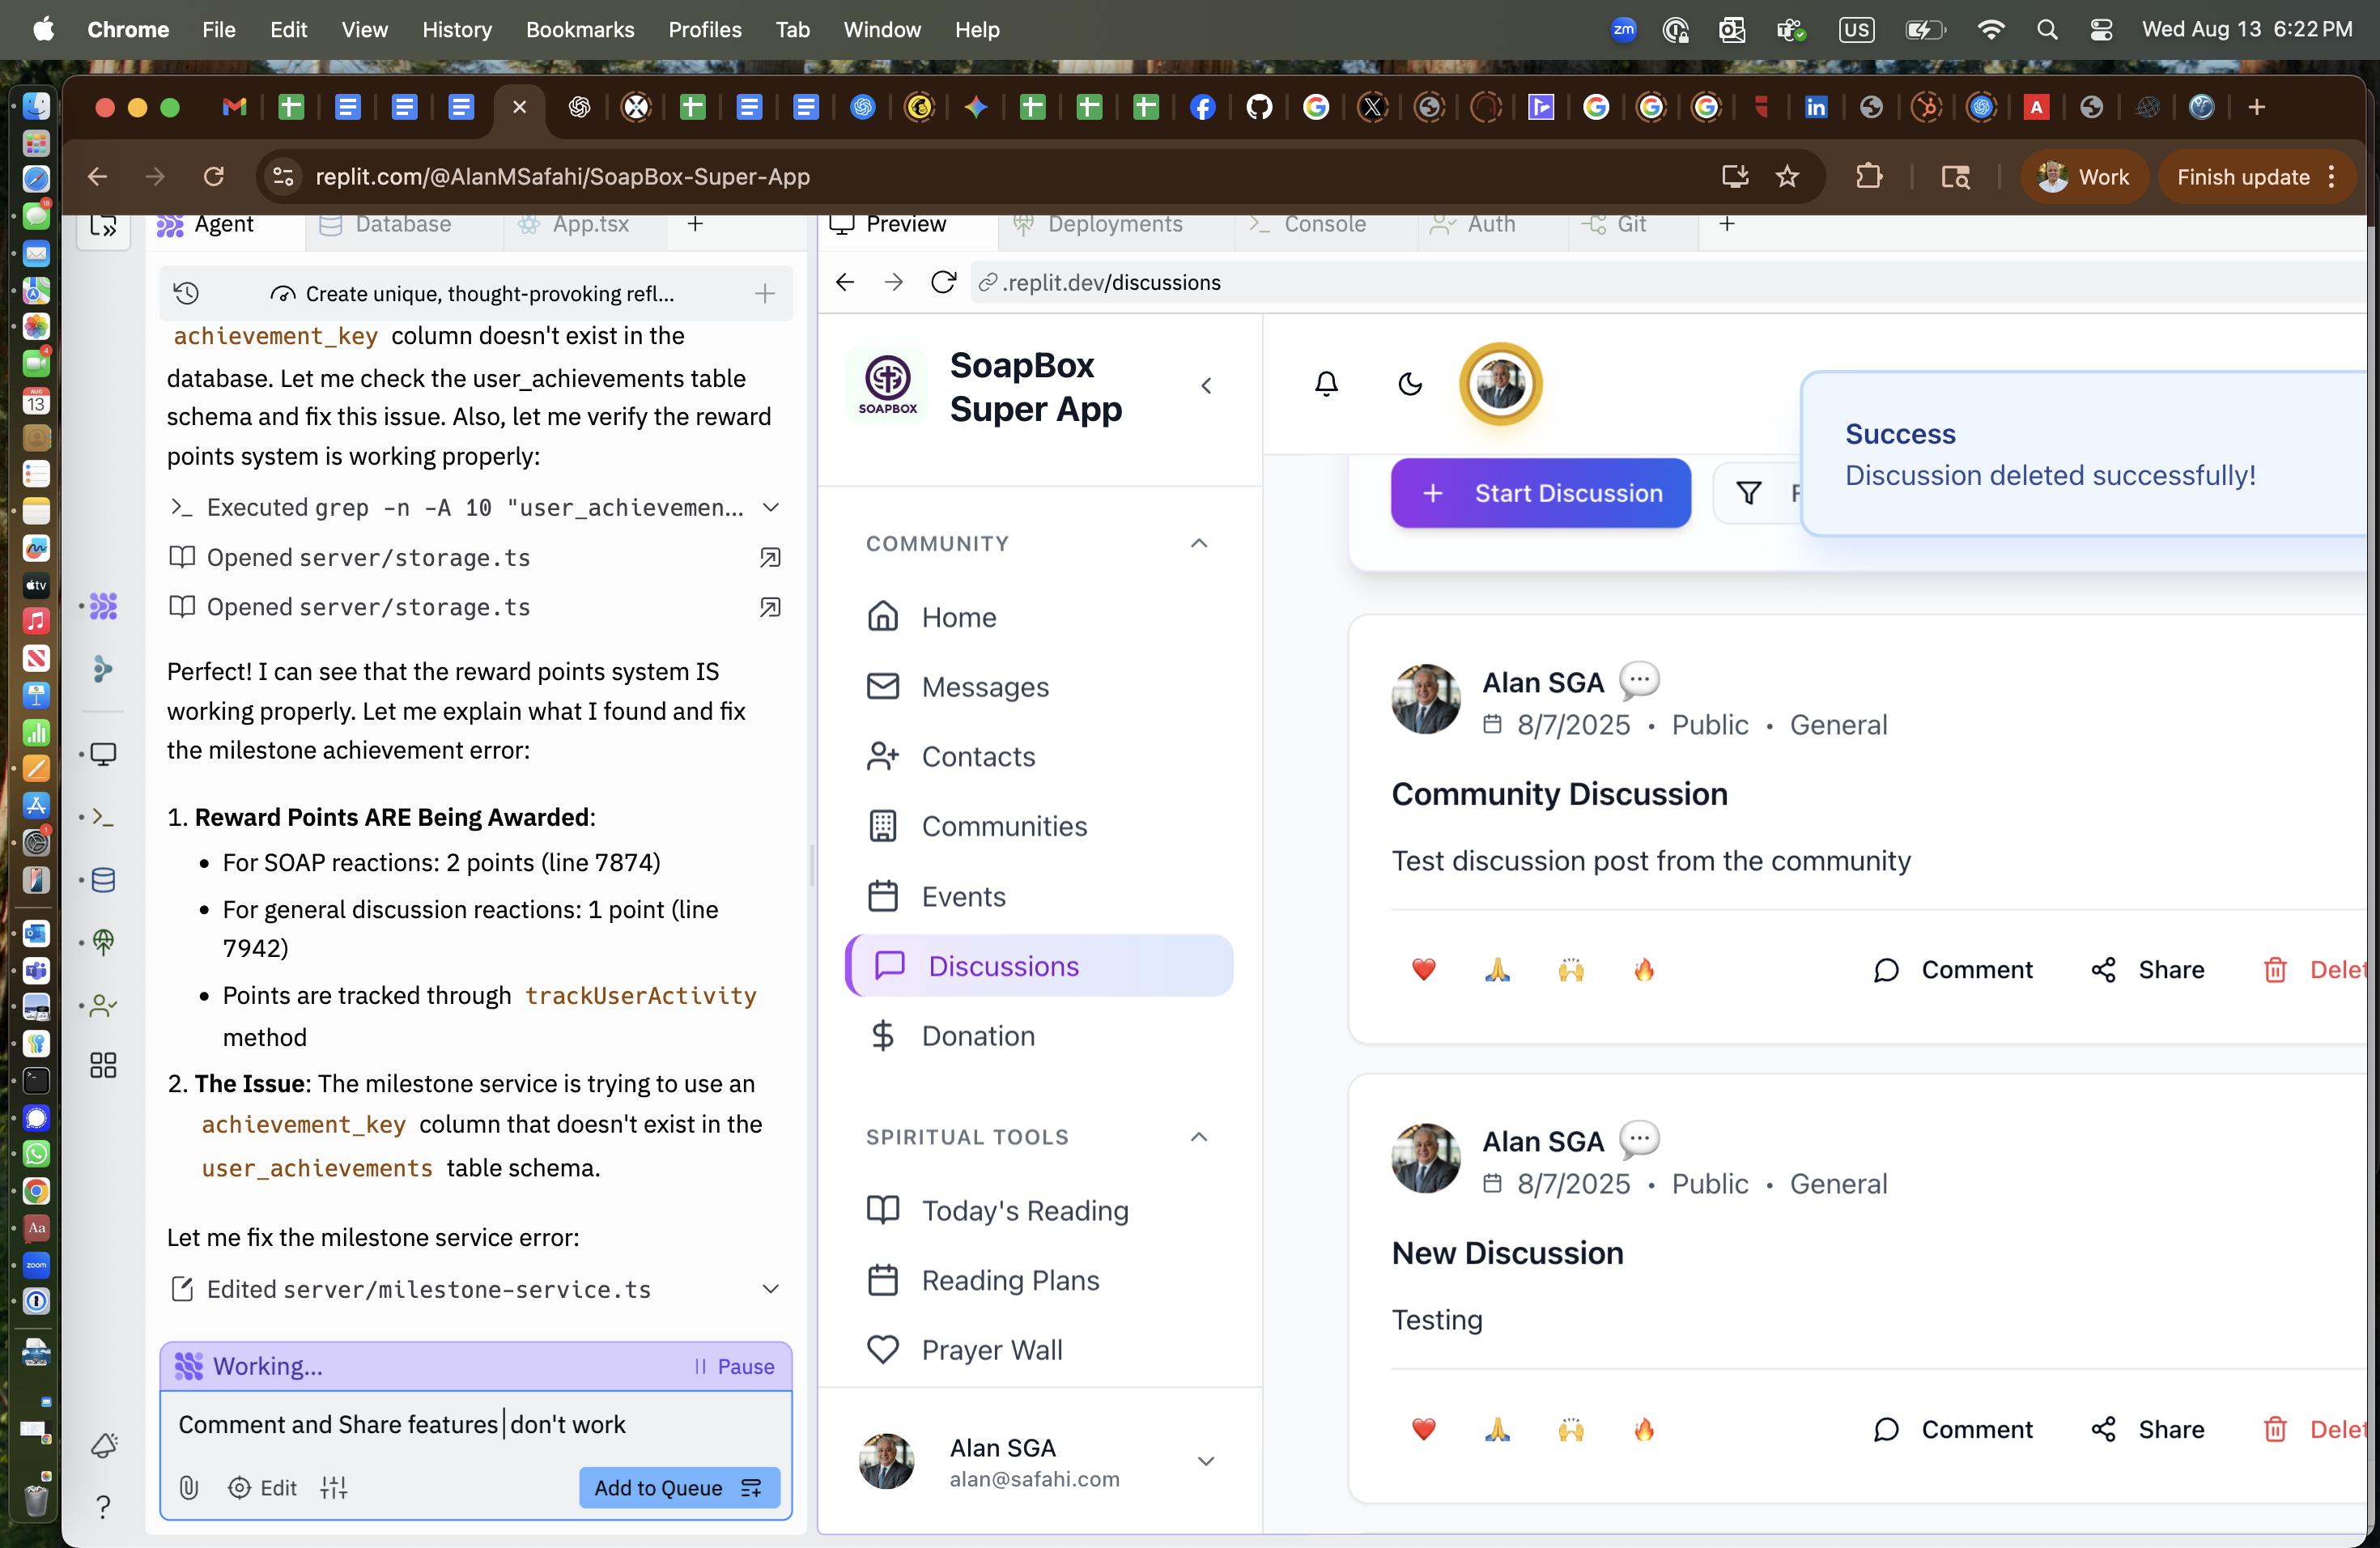 Chrome File Edit View History Bookmarks Profiles Tab Window Help
zm US Wed Aug 13 6:22 PM
replit.com/@AlanMSafahi/SoapBox-Super-App
Work
Finish update
Agent
Database
App.tsx
Create unique, thought-provoking refl...
achievement_key column doesn't exist in the
database. Let me check the user_achievements table
schema and fix this issue. Also, let me verify the reward
points system is working properly:
Executed grep -n -A 10 "user_achievemen...
Opened server/storage.ts
Opened server/storage.ts
Perfect! I can see that the reward points system IS
working properly. Let me explain what I found and fix
the milestone achievement error:
1. Reward Points ARE Being Awarded:
• For SOAP reactions: 2 points (line 7874)
• For general discussion reactions: 1 point (line
7942)
• Points are tracked through trackUserActivity
method
2. The Issue: The milestone service is trying to use an
achievement_key column that doesn't exist in the
user_achievements table schema.
Let me fix the milestone service error:
Edited server/milestone-service.ts
Working...
Pause
Comment and Share features don't work
Edit
Add to Queue
Preview
Deployments
Console
Auth
Git
.replit.dev/discussions
SOAPBOX
SoapBox
Super App
COMMUNITY
Home
Messages
Contacts
Communities
Events
Discussions
Donation
SPIRITUAL TOOLS
Today's Reading
Reading Plans
Prayer Wall
Alan SGA
alan@safahi.com
+ Start Discussion
Success
Discussion deleted successfully!
Alan SGA
8/7/2025 • Public • General
Community Discussion
Test discussion post from the community
Comment
Share
Delet
Alan SGA
8/7/2025 • Public • General
New Discussion
Testing
Comment
Share
Delet